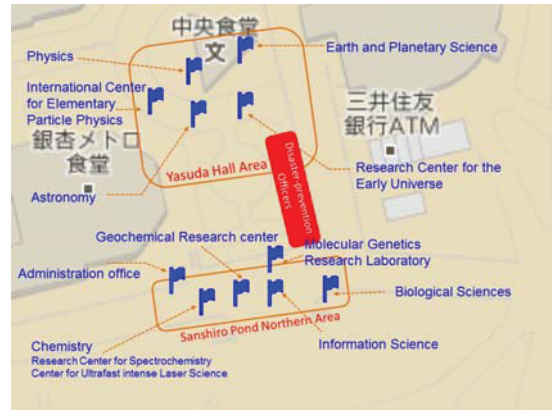 中央食堂
文
Physics
Earth and Planetary Science
International Center
for Elementary
Particle Physics
三井住友
銀行ATM
銀杏メトロ
食堂
Yasuda Hall Area
Disaster-prevention
Officers
Research Center for the
Early Universe
Astronomy
Geochemical Research center
Molecular Genetics
Research Laboratory
Administration office
Biological Sciences
Sanshiro Pond Northern Area
Information Science
Chemistry
Research Center for Spectrochemistry
Center for Ultrafast intense Laser Science